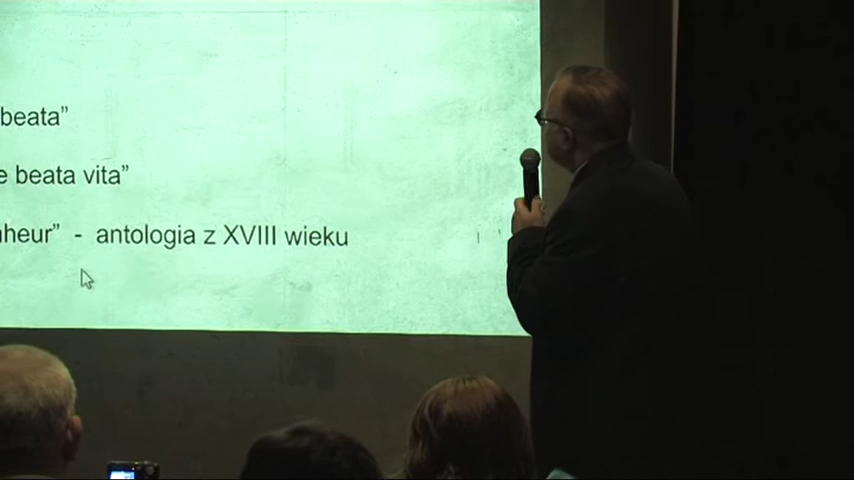 beata”
e beata vita”
heur” - antologia z XVIII wieku